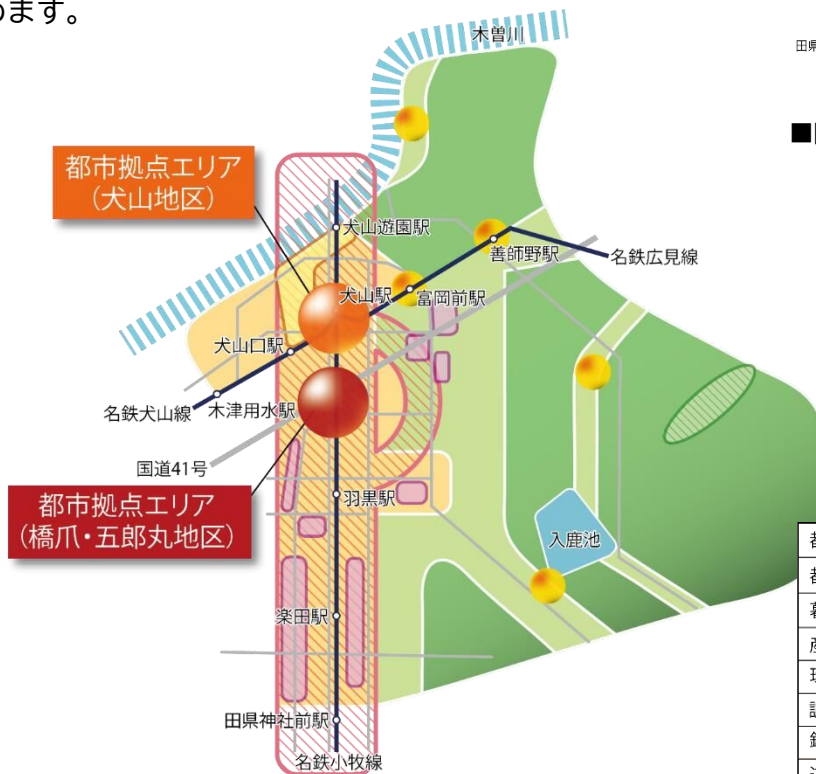 めます。
木曽川
田県
■
都市拠点エリア
(犬山地区)
犬山遊園駅
善師野駅
名鉄広見線
犬山駅
富岡前駅
犬山口駅
名鉄犬山線
木津用水駅
国道41号
都市拠点エリア
(橋爪・五郎丸地区)
羽黒駅
入鹿池
楽田駅
田県神社前駅
名鉄小牧線